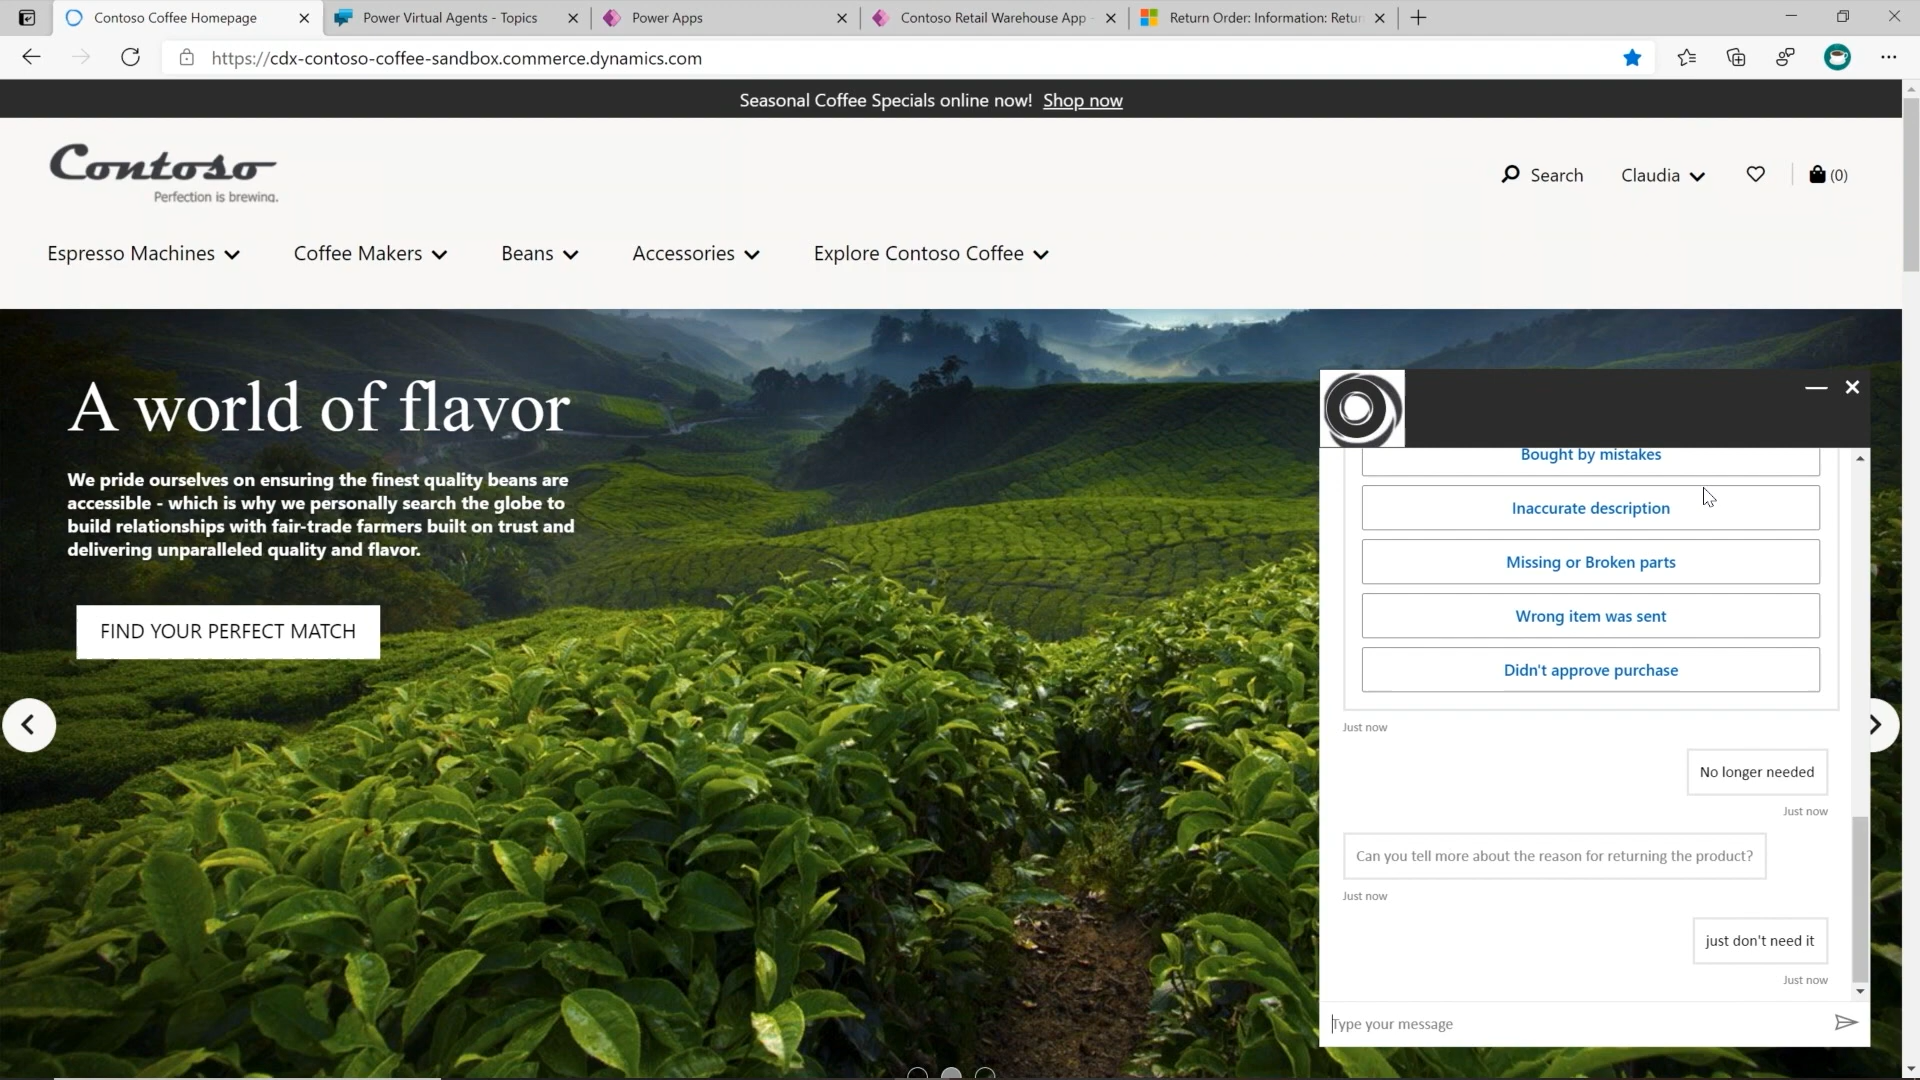 Contoso Coffee Homepage
Power Virtual Agents - Topics
Power Apps
Contoso Retail Warehouse App -
Return Order: Information: Retur
https://cdx-contoso-coffee-sandbox.commerce.dynamics.com
Seasonal Coffee Specials online now! Shop now
Contoso
Perfection is brewing.
Search
Claudia
(0)
Espresso Machines
Coffee Makers
Beans
Accessories
Explore Contoso Coffee
A world of flavor
We pride ourselves on ensuring the finest quality beans are
accessible - which is why we personally search the globe to
build relationships with fair-trade farmers built on trust and
delivering unparalleled quality and flavor.
FIND YOUR PERFECT MATCH
Bought by mistakes
Inaccurate description
Missing or Broken parts
Wrong item was sent
Didn't approve purchase
Just now
No longer needed
Just now
Can you tell more about the reason for returning the product?
Just now
just don't need it
Just now
Type your message